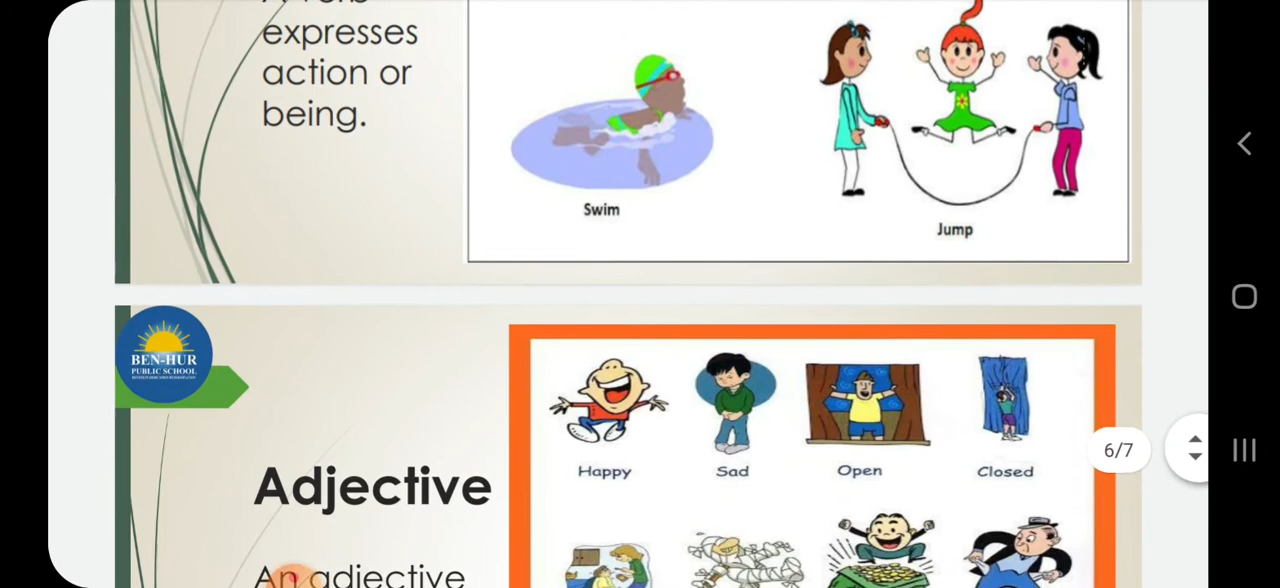 expresses
action or
being.
Swim
Jump
BEN-HUR
PUBLIC SCHOOL
Happy
Sad
Open
Closed
6/7
Adjective
An adjective